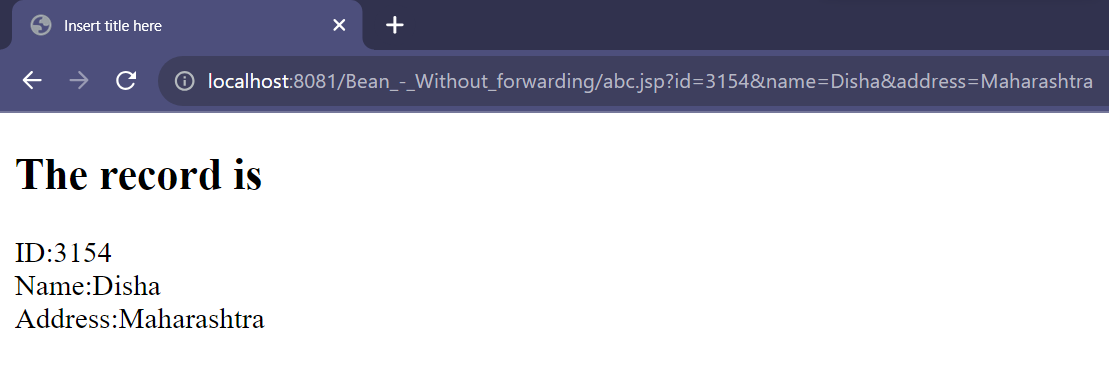 Insert title here
localhost:8081/Bean_-_Without_forwarding/abc.jsp?id=3154&name=Disha&address=Maharashtra
The record is
ID:3154
Name:Disha
Address:Maharashtra